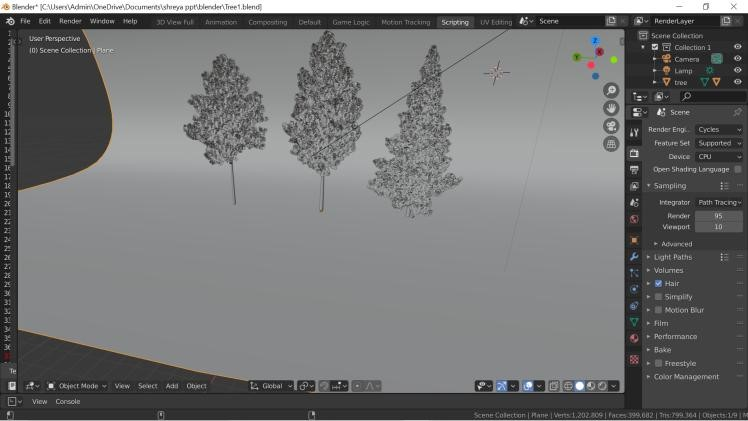 Blender* [C:\Users\Admin\OneDrive\Documents\shreya ppt\blender\Tree1.blend]
File Edit Render Window Help 3D View Full Animation Compositing Default Game Logic Motion Tracking Scripting UV Editing Scene RenderLayer
User Perspective
(0) Scene Collection | Plane
Z
X
Y
Scene Collection
Collection 1
Camera
Lamp
tree
Scene
Render Engi.. Cycles
Feature Set Supported
Device CPU
Open Shading Language
Sampling
Integrator Path Tracing
Render 95
Viewport 10
Advanced
Light Paths
Volumes
Hair
Simplify
Motion Blur
Film
Performance
Bake
Freestyle
Color Management
Te
Object Mode View Select Add Object Global
View Console
Scene Collection | Plane | Verts:1,202,809 | Faces:399,682 | Tris:799,364 | Objects:1/9 | M